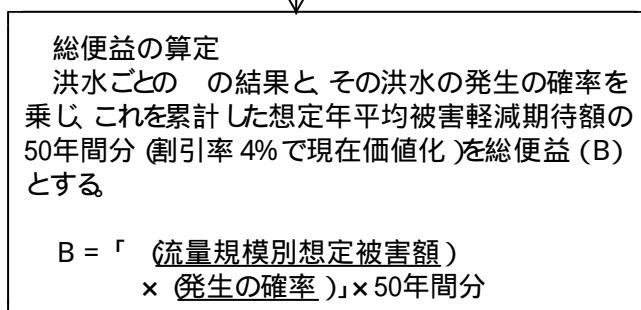 総便益の算定
洪水ごとの の結果と、その洪水の発生の確率を
乗じ、これを累計した想定年平均被害軽減期待額の
50年間分(割引率4%で現在価値化)を総便益(B)
とする。
B=「 (流量規模別想定被害額)
×(発生の確率)」×50年間分